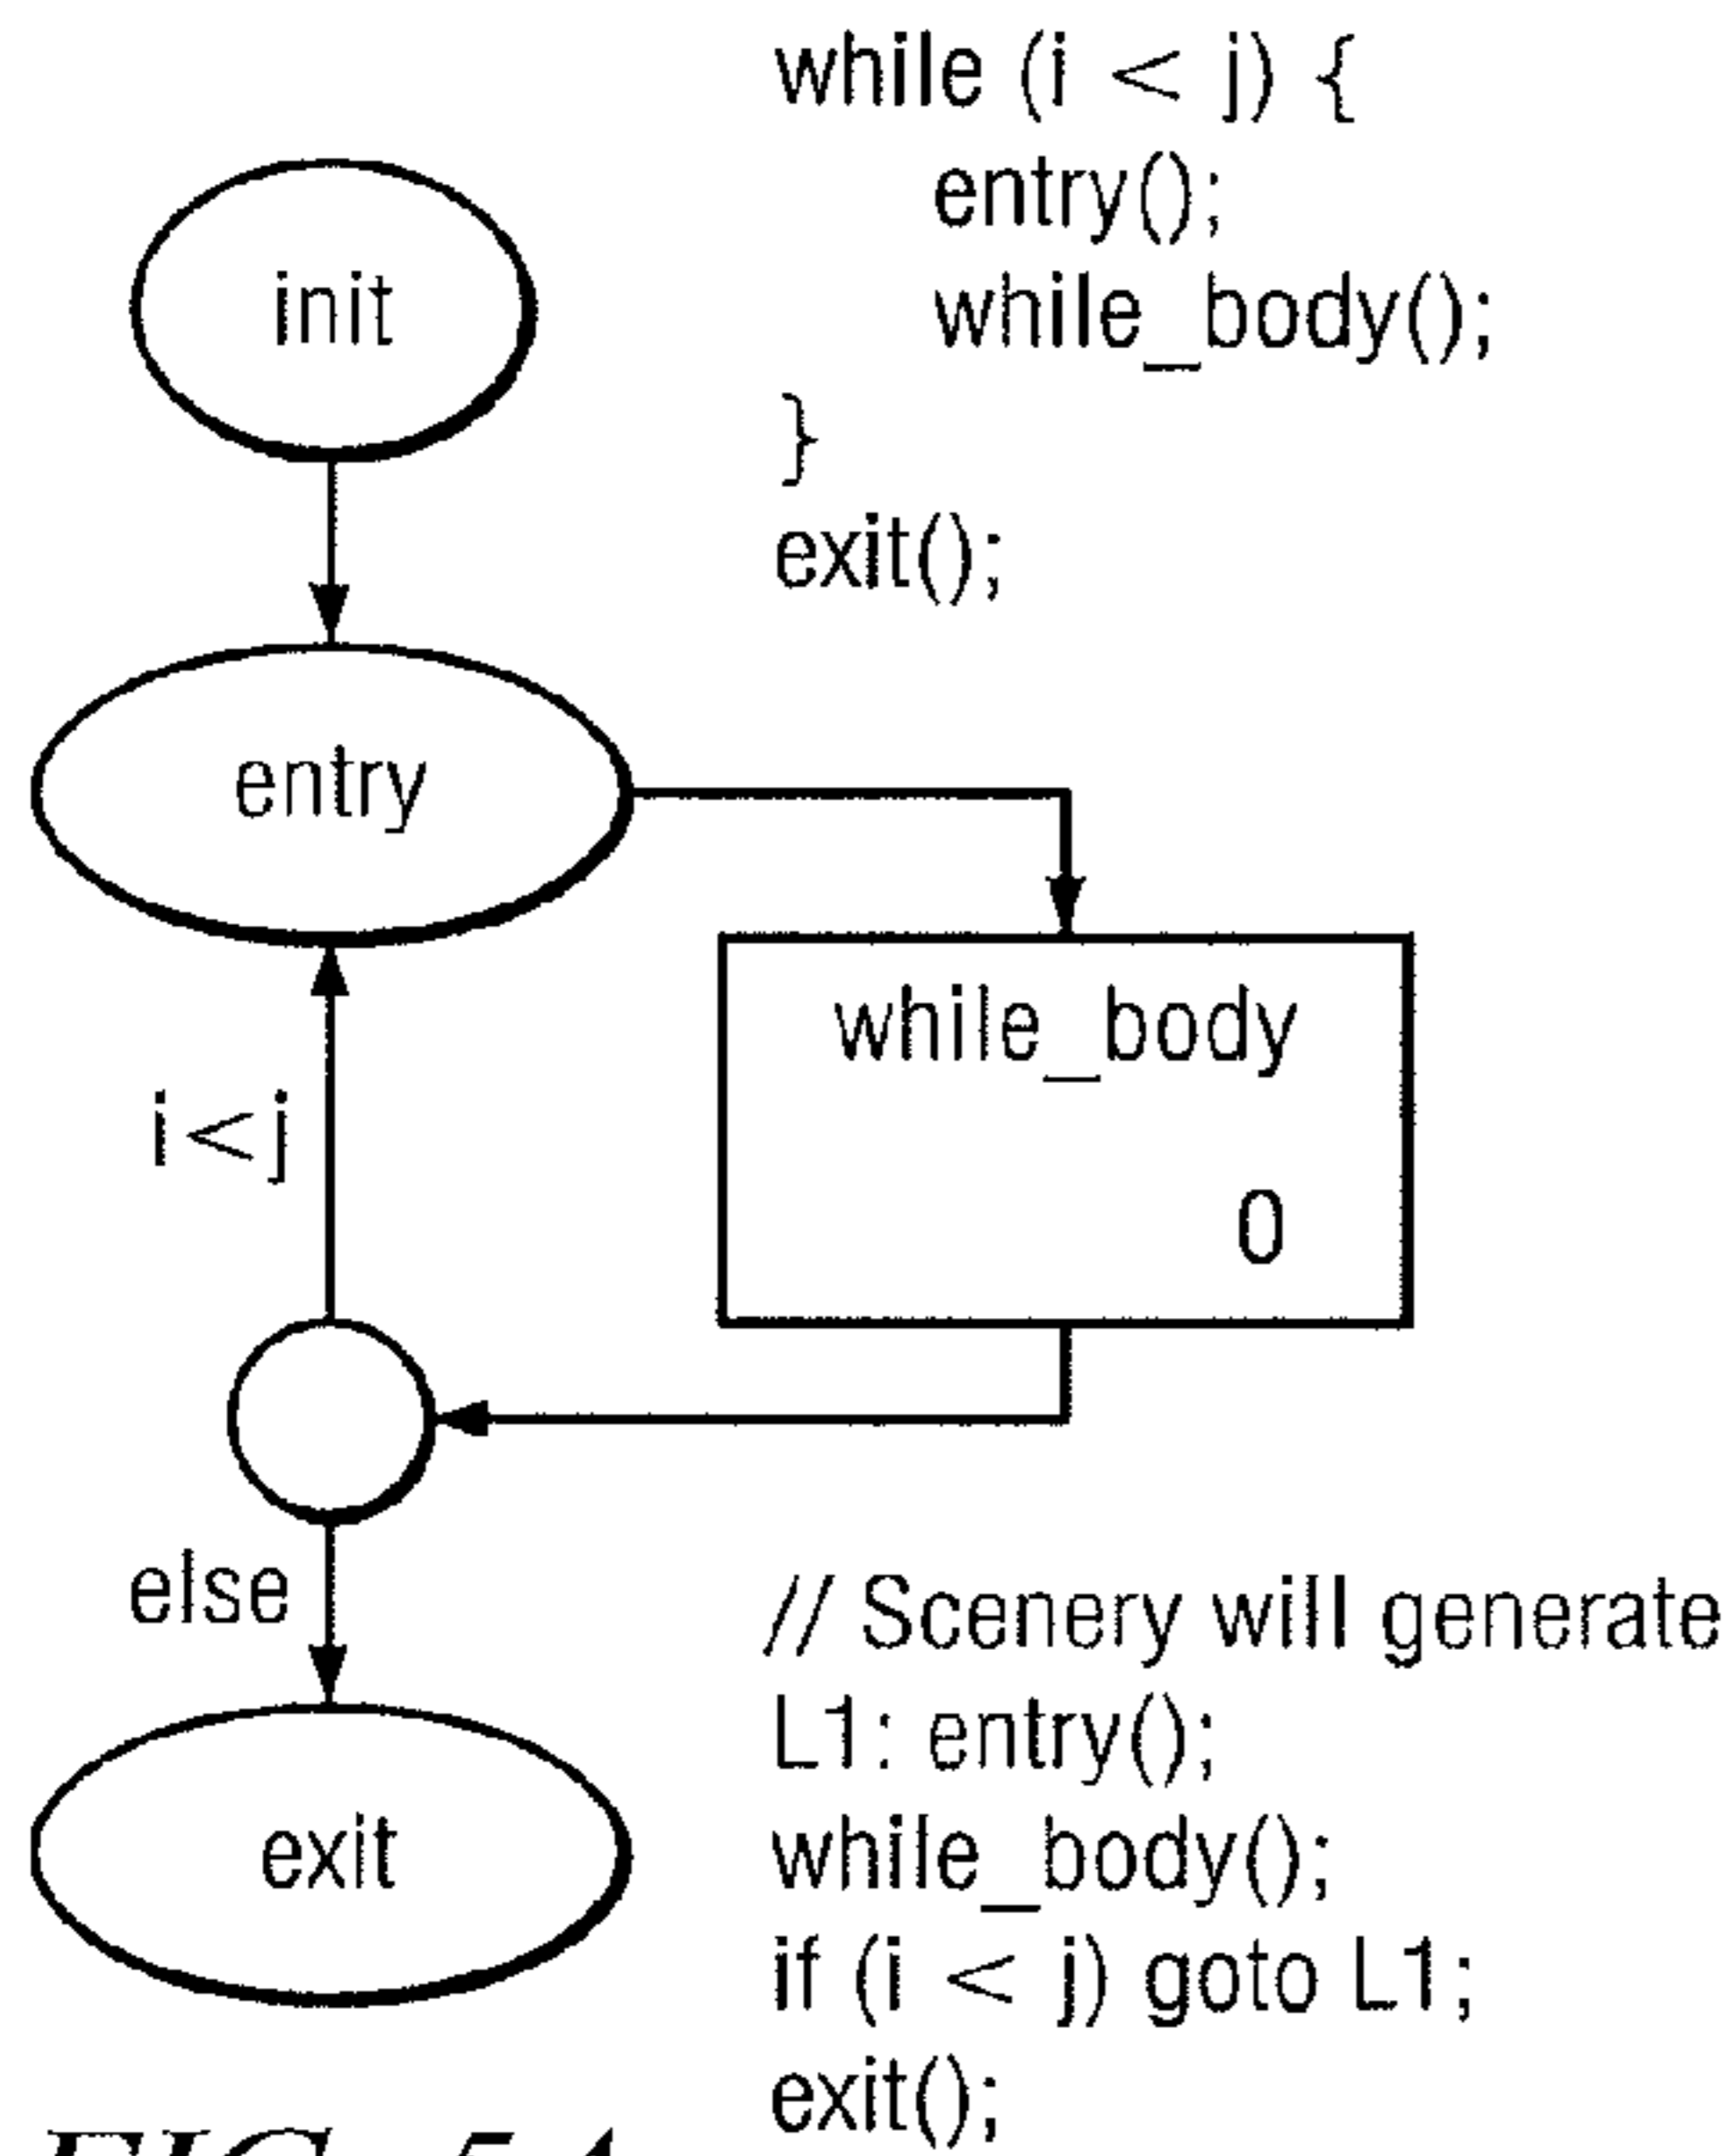 while (i < j) {
entry();
while_body();
}
exit();
init
entry
while_body
0
i<j
else
exit
// Scenery will generate
L1: entry();
while_body();
if (i < j) goto L1;
exit();